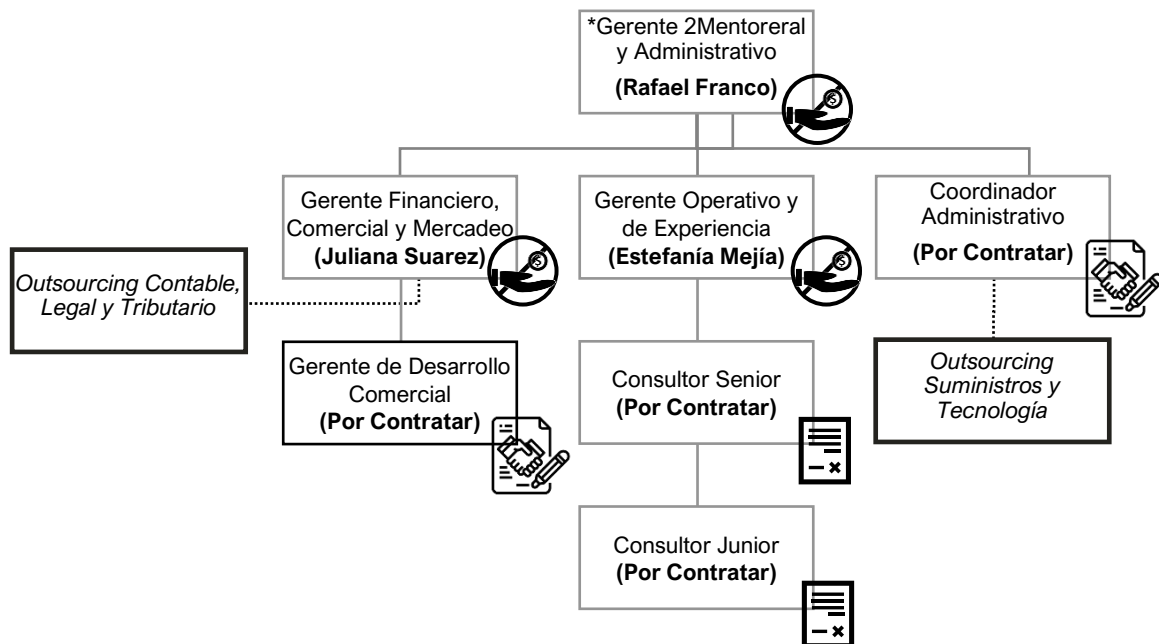 *Gerente 2Mentoreral
y Administrativo
(Rafael Franco)
Gerente Financiero,
Comercial y Mercadeo
(Juliana Suarez)
Gerente Operativo y
de Experiencia
(Estefanía Mejía)
Coordinador
Administrativo
(Por Contratar)
Outsourcing Contable,
Legal y Tributario
Gerente de Desarrollo
Comercial
(Por Contratar)
Consultor Senior
(Por Contratar)
Outsourcing
Suministros y
Tecnología
Consultor Junior
(Por Contratar)